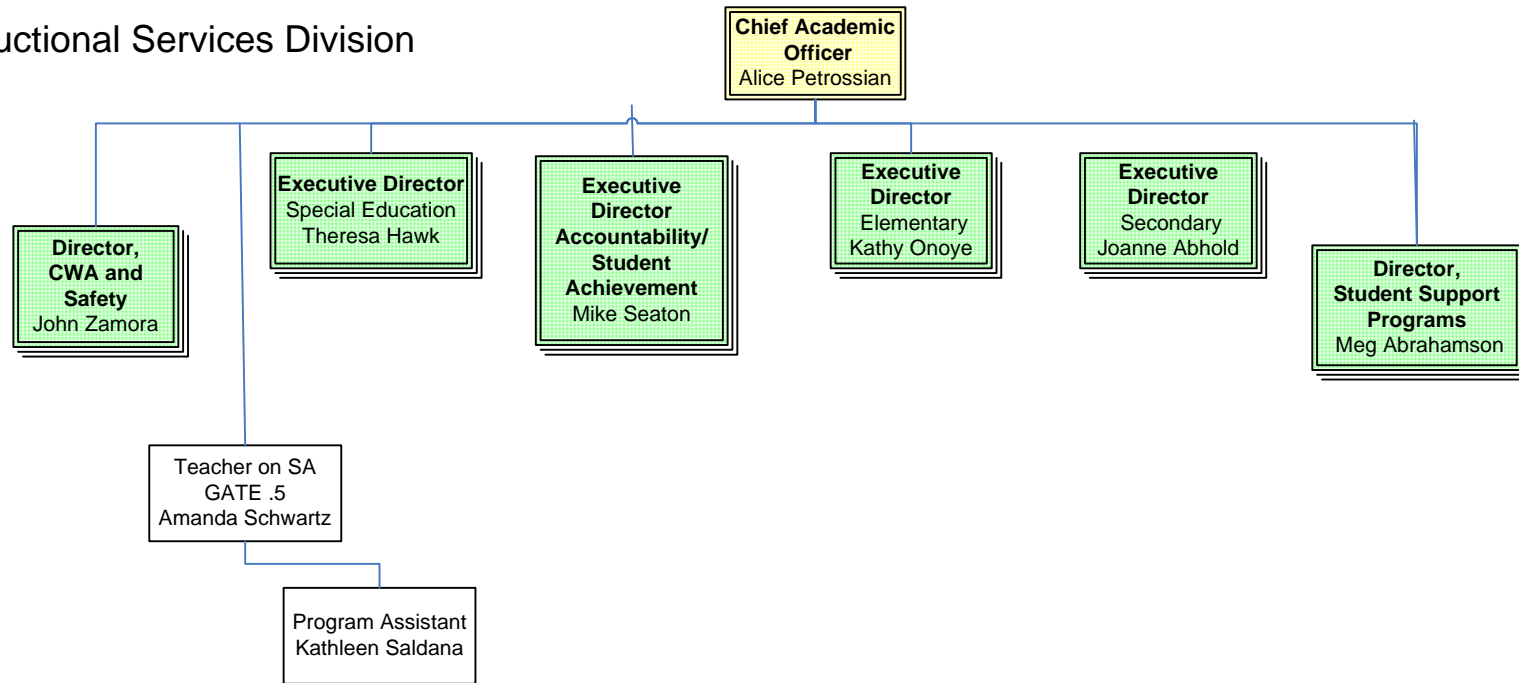 uctional Services Division
Chief Academic
Officer
Alice Petrossian
Director,
CWA and
Safety
John Zamora
Executive Director
Special Education
Theresa Hawk
Executive
Director
Accountability/
Student
Achievement
Mike Seaton
Executive
Director
Elementary
Kathy Onoye
Executive
Director
Secondary
Joanne Abhold
Director,
Student Support
Programs
Meg Abrahamson
Teacher on SA
GATE .5
Amanda Schwartz
Program Assistant
Kathleen Saldana